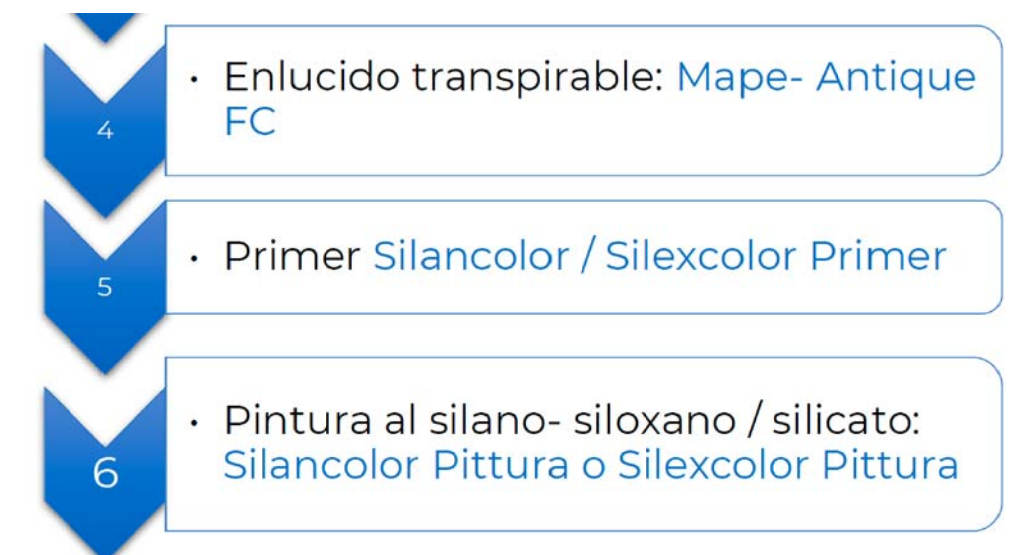 4
• Enlucido transpirable: Mape- Antique
FC
5
• Primer Silancolor / Silexcolor Primer
6
• Pintura al silano- siloxano / silicato:
Silancolor Pittura o Silexcolor Pittura